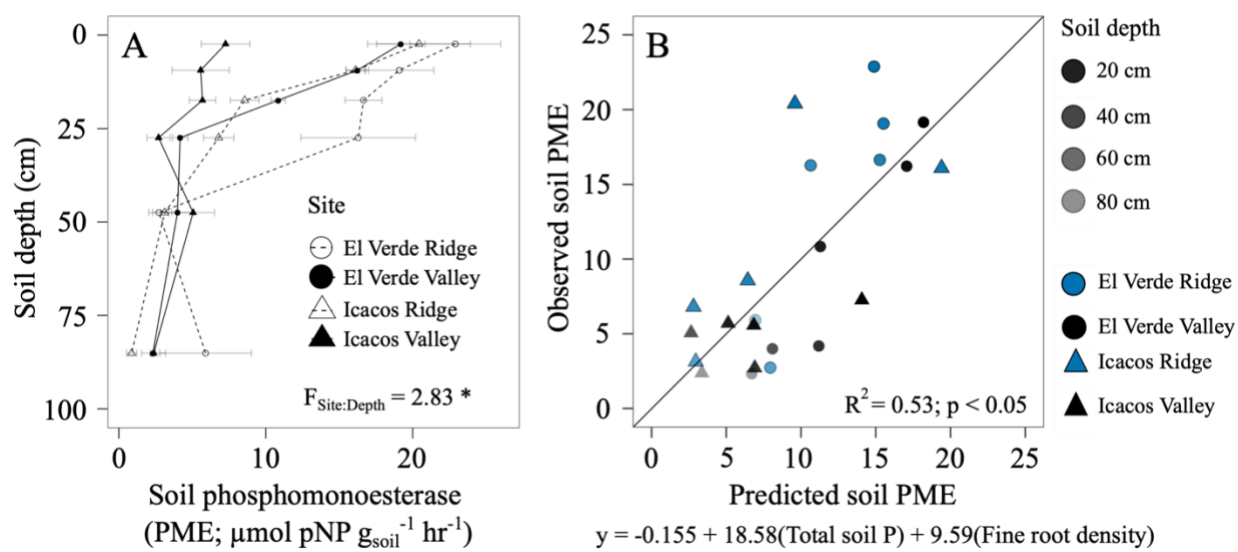 A
0
25
50
75
100
Soil depth (cm)
Site
El Verde Ridge
El Verde Valley
Icacos Ridge
Icacos Valley
F_Site:Depth = 2.83 *
0
10
20
Soil phosphomonoesterase
(PME; µmol pNP g_soil⁻¹ hr⁻¹)
B
25
20
15
10
5
0
Observed soil PME
R² = 0.53; p < 0.05
0
5
10
15
20
25
Predicted soil PME
y = -0.155 + 18.58(Total soil P) + 9.59(Fine root density)
Soil depth
20 cm
40 cm
60 cm
80 cm
El Verde Ridge
El Verde Valley
Icacos Ridge
Icacos Valley